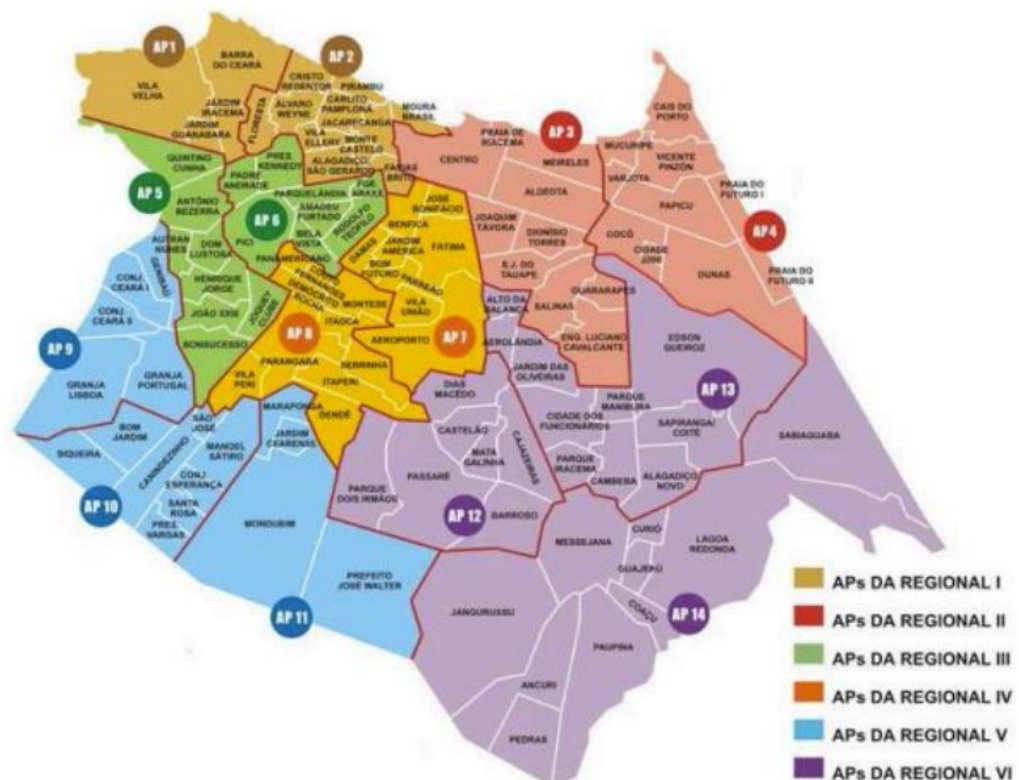 AP 1
BARRA
DO CEARÁ
VILA
VELHA
JARDIM
IRACEMA
JARDIM
GUANABARA
FLORESTA
AP 2
CRISTO
REDENTOR
PIRAMBU
ÁLVARO
WEYNE
CARLITO
PAMPLONA
JACARECANGA
MOURA
BRASIL
VILA
ELLERY
MONTE
CASTELO
ALAGADIÇO/
SÃO GERARDO
FARIAS
BRITO
AP 3
PRAIA DE
IRACEMA
CENTRO
MEIRELES
ALDEOTA
JOAQUIM
TÁVORA
DIONÍSIO
TORRES
S.J. DO
TAUAPE
SALINAS
GUARARAPES
ENG. LUCIANO
CAVALCANTE
CAIS DO
PORTO
MUCURIPE
VICENTE
PINZÓN
VARJOTA
PRAIA DO
FUTURO I
PAPICU
AP4
COCÓ
CIDADE
2000
DUNAS
PRAIA DO
FUTURO II
AP 5
QUINTINO
CUNHA
ANTÔNIO
BEZERRA
AUTRAN
NUNES
DOM
LUSTOSA
HENRIQUE
JORGE
JOÃO XXIII
JOQUEY
CLUBE
BONSUCESSO
PRES.
KENNEDY
PADRE
ANDRADE
AP 6
PARQUELÂNDIA
PQE.
ARAXÁ
AMADEU
FURTADO
RODOLFO
TEÓFILO
BELA
VISTA
PICI
PANAMERICANO
JOSÉ
BONIFÁCIO
BENFICA
FÁTIMA
JARDIM
AMÉRICA
DAMAS
BOM
FUTURO
PARREÃO
VILA
UNIÃO
AEROPORTO
AP 7
COUTO
FERNANDES
DEMÓCRITO
ROCHA
MONTESE
ITAOCA
AP 8
PARANGABA
SERRINHA
VILA
PERI
ITAPERI
DENDÊ
GENIBAÚ
CONJ.
CEARÁ I
CONJ.
CEARÁ II
AP 9
GRANJA
LISBOA
GRANJA
PORTUGAL
BOM
JARDIM
SIQUEIRA
SÃO
JOSÉ
CANINDEZINHO
MANOEL
SÁTIRO
CONJ.
ESPERANÇA
AP 10
SANTA
ROSA
PRES.
VARGAS
MARAPONGA
JARDIM
CEARENSE
MONDUBIM
PREFEITO
JOSÉ WALTER
AP 11
ALTO DA
BALANÇA
AEROLÂNDIA
JARDIM DAS
OLIVEIRAS
EDSON
QUEIROZ
PARQUE
MANIBURA
AP 13
CIDADE DOS
FUNCIONÁRIOS
SAPIRANGA/
COITÉ
SABIAGUABA
PARQUE
IRACEMA
CAMBEBA
ALAGADIÇO
NOVO
DIAS
MACÊDO
CASTELÃO
MATA
GALINHA
CAJAZEIRAS
PASSARÉ
PARQUE
DOIS IRMÃOS
AP 12
BARROSO
MESSEJANA
CURIÓ
LAGOA
REDONDA
GUAJERÚ
COAÇU
AP 14
JANGURUSSU
PAUPINA
ANCURI
PEDRAS
APs DA REGIONAL I
APs DA REGIONAL II
APs DA REGIONAL III
APs DA REGIONAL IV
APs DA REGIONAL V
APs DA REGIONAL VI